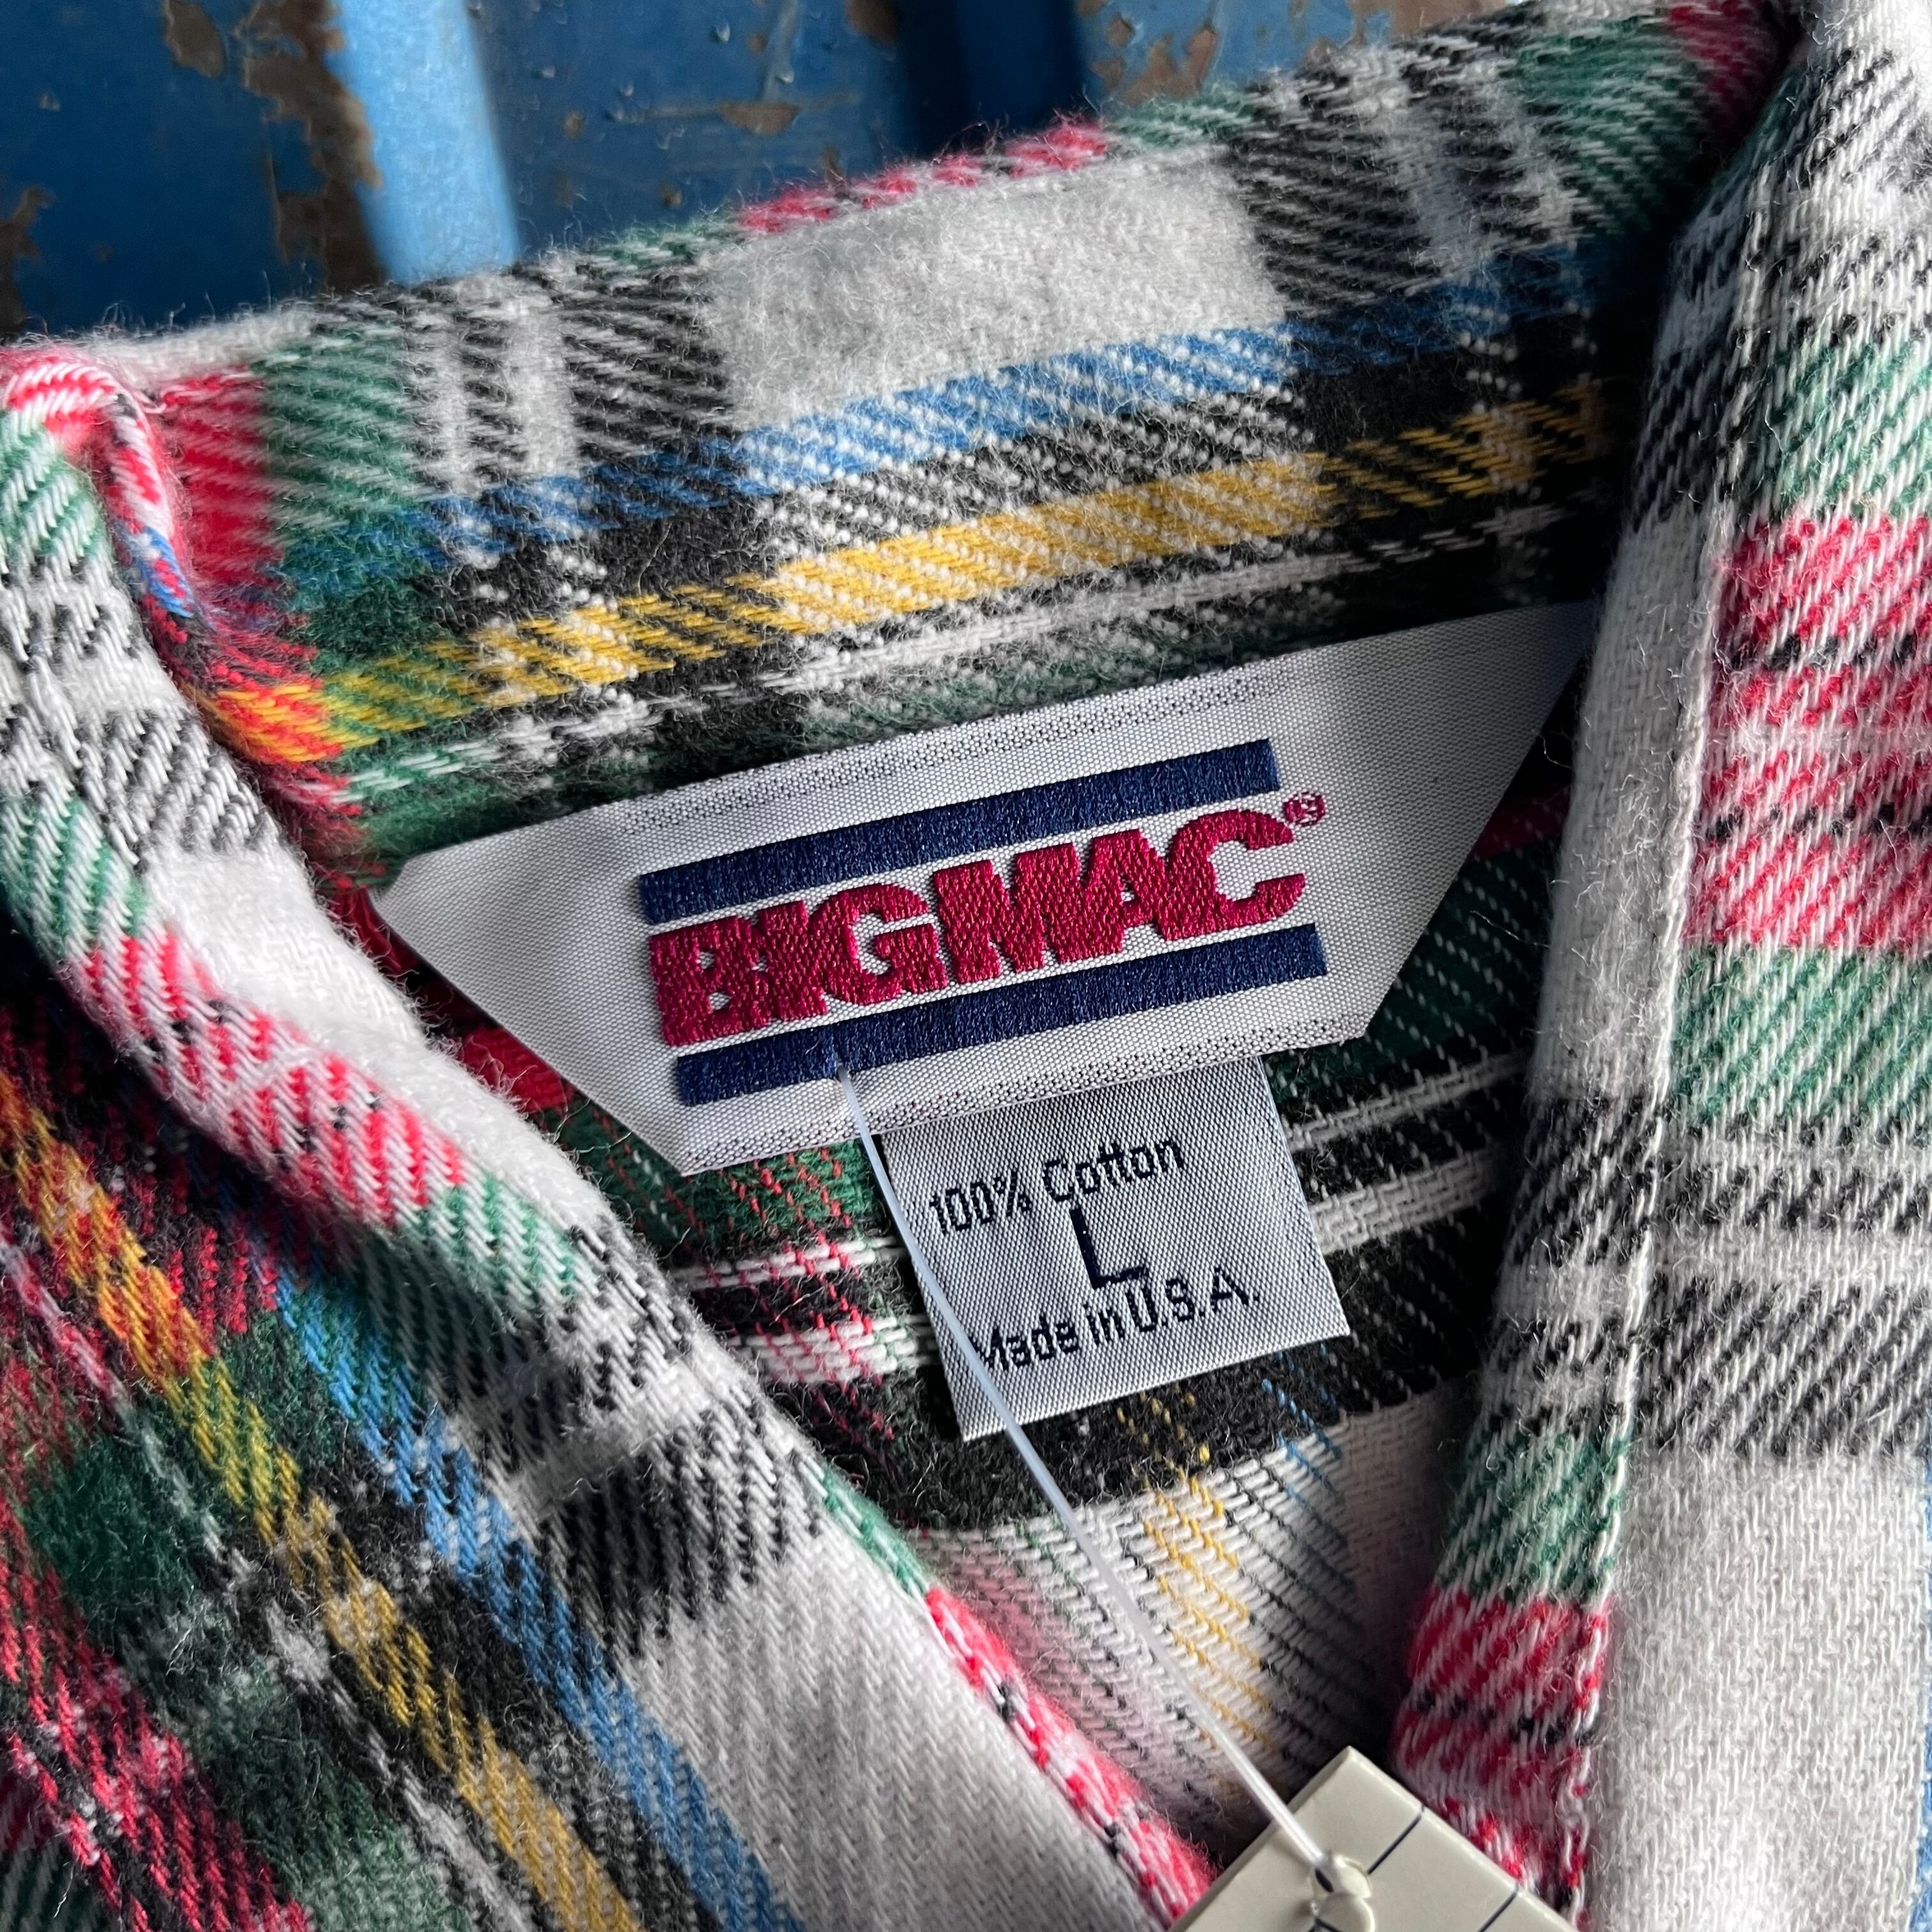 BIGMAC®
100% Cotton
L
Made in U.S.A.